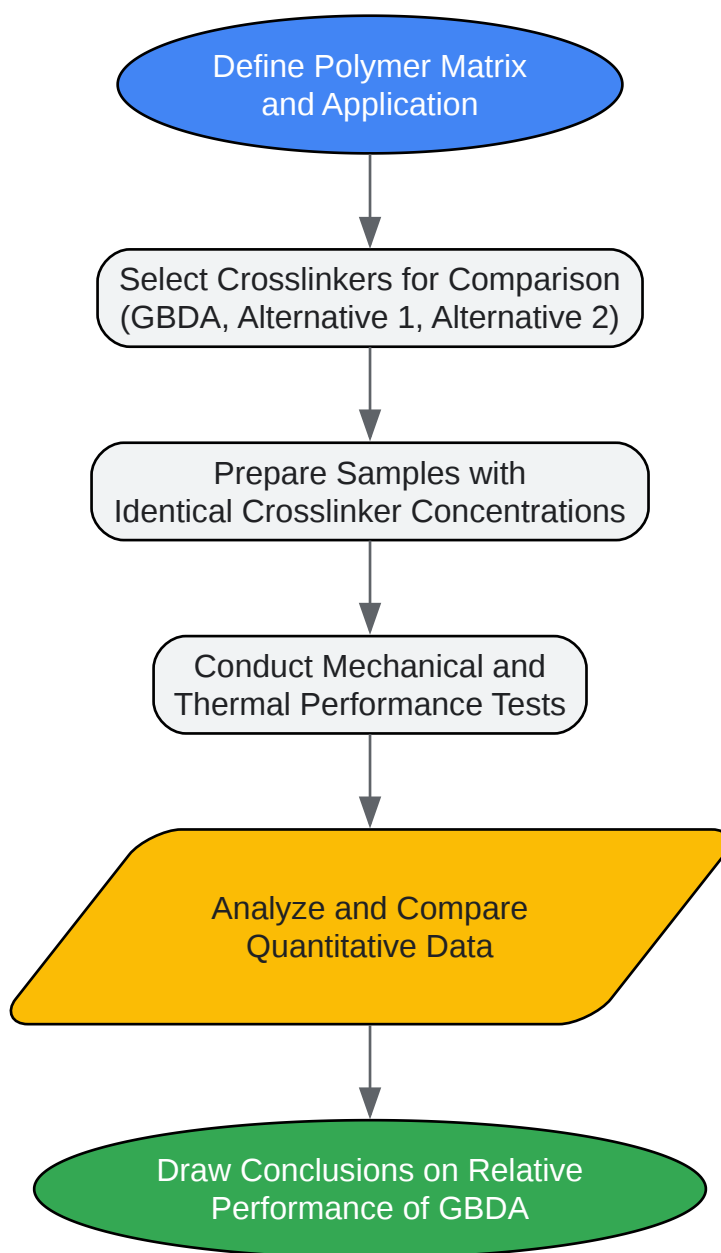 Define Polymer Matrix
and Application
Select Crosslinkers for Comparison
(GBDA, Alternative 1, Alternative 2)
Prepare Samples with
Identical Crosslinker Concentrations
Conduct Mechanical and
Thermal Performance Tests
Analyze and Compare
Quantitative Data
Draw Conclusions on Relative
Performance of GBDA